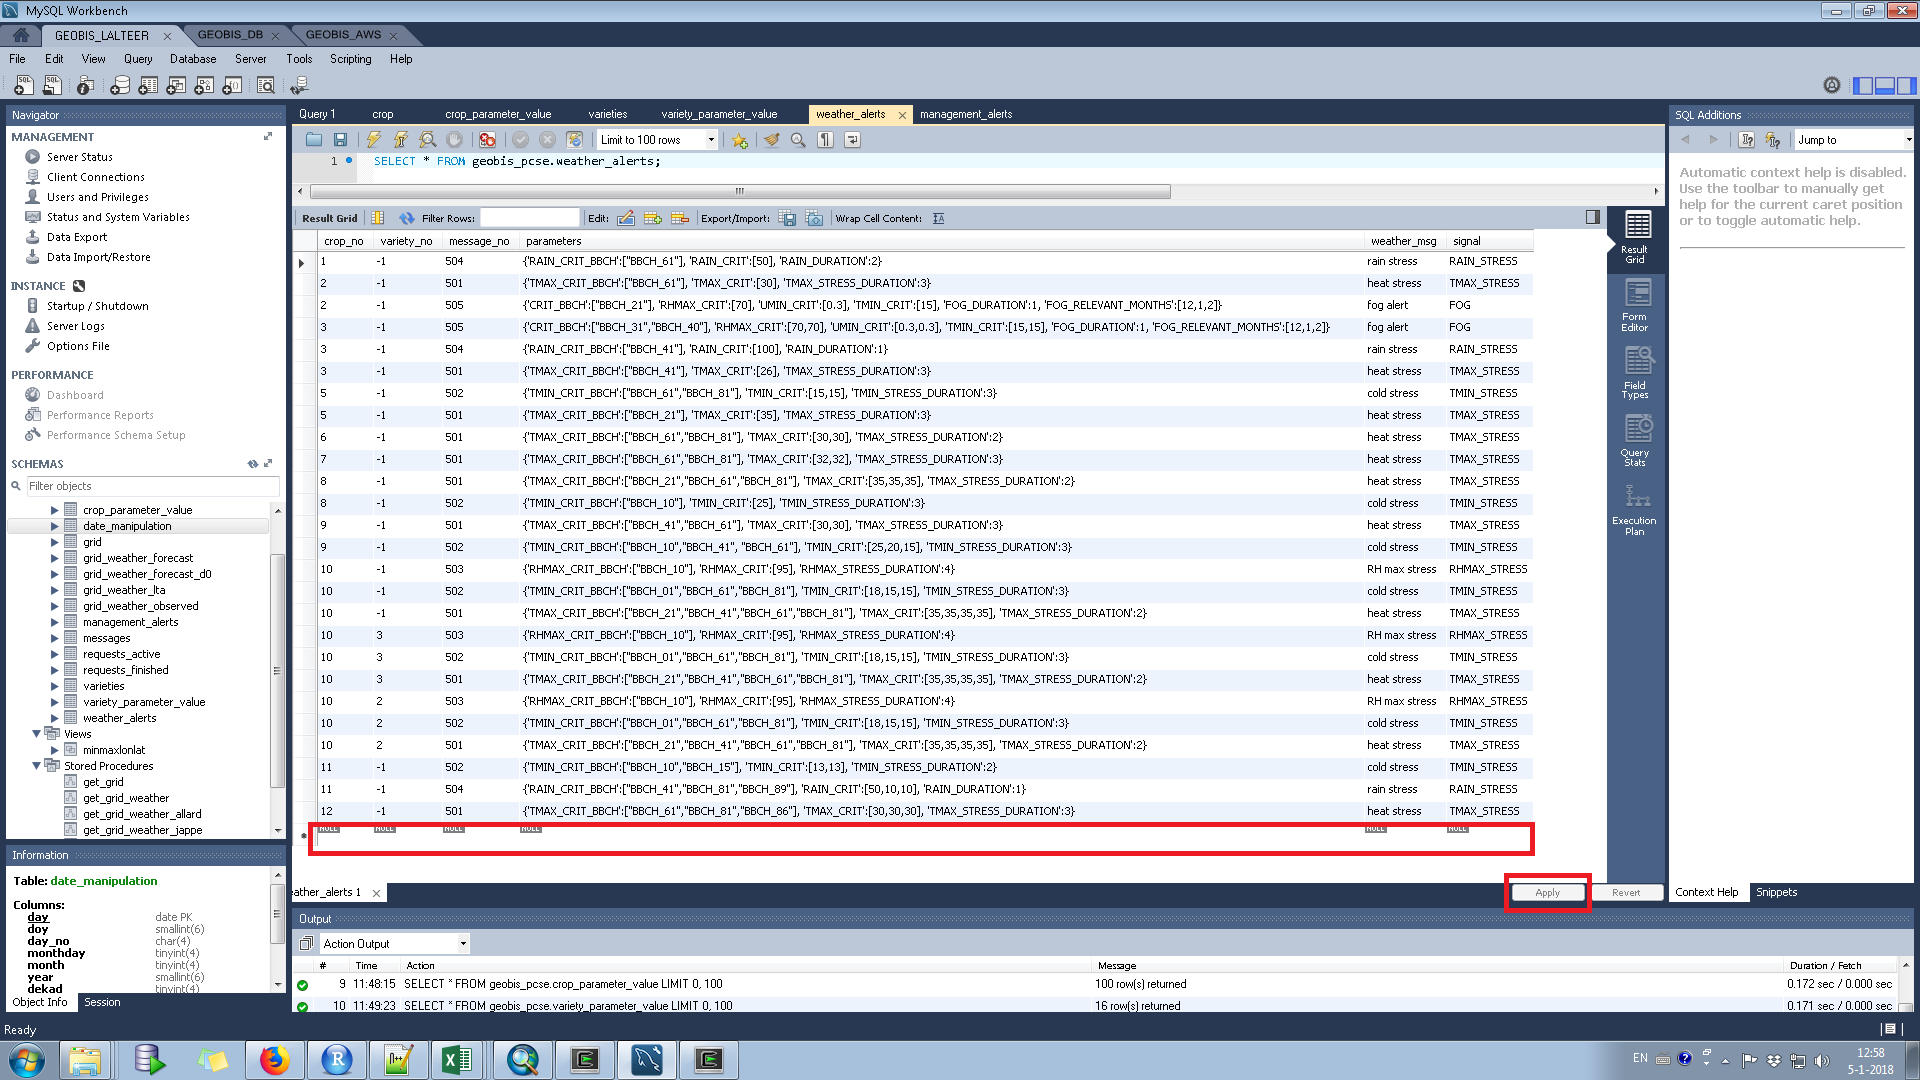 MySQL Workbench
GEOBIS_LALTEER
GEOBIS_DB
GEOBIS_AWS
File Edit View Query Database Server Tools Scripting Help
Navigator
MANAGEMENT
Server Status
Client Connections
Users and Privileges
Status and System Variables
Data Export
Data Import/Restore
INSTANCE
Startup / Shutdown
Server Logs
Options File
PERFORMANCE
Dashboard
Performance Reports
Performance Schema Setup
SCHEMAS
Filter objects
crop_parameter_value
date_manipulation
grid
grid_weather_forecast
grid_weather_forecast_d0
grid_weather_lta
grid_weather_observed
management_alerts
messages
requests_active
requests_finished
varieties
variety_parameter_value
weather_alerts
Views
minmaxlonlat
Stored Procedures
get_grid
get_grid_weather
get_grid_weather_allard
get_grid_weather_jappe
Information
Table: date_manipulation
Columns:
day date PK
doy smallint(6)
day_no char(4)
monthday tinyint(4)
month tinyint(4)
year smallint(6)
dekad tinyint(4)
Object Info Session
Query 1 crop crop_parameter_value varieties variety_parameter_value weather_alerts management_alerts
Limit to 100 rows
1 SELECT * FROM geobis_pcse.weather_alerts;
Result Grid Filter Rows: Edit: Export/Import: Wrap Cell Content:
crop_no variety_no message_no parameters weather_msg signal
1 -1 504 {'RAIN_CRIT_BBCH':["BBCH_61"], 'RAIN_CRIT':[50], 'RAIN_DURATION':2} rain stress RAIN_STRESS
2 -1 501 {'TMAX_CRIT_BBCH':["BBCH_61"], 'TMAX_CRIT':[30], 'TMAX_STRESS_DURATION':3} heat stress TMAX_STRESS
2 -1 505 {'CRIT_BBCH':["BBCH_21"], 'RHMAX_CRIT':[70], 'UMIN_CRIT':[0.3], 'TMIN_CRIT':[15], 'FOG_DURATION':1, 'FOG_RELEVANT_MONTHS':[12,1,2]} fog alert FOG
3 -1 505 {'CRIT_BBCH':["BBCH_31","BBCH_40"], 'RHMAX_CRIT':[70,70], 'UMIN_CRIT':[0.3,0.3], 'TMIN_CRIT':[15,15], 'FOG_DURATION':1, 'FOG_RELEVANT_MONTHS':[12,1,2]} fog alert FOG
3 -1 504 {'RAIN_CRIT_BBCH':["BBCH_41"], 'RAIN_CRIT':[100], 'RAIN_DURATION':1} rain stress RAIN_STRESS
3 -1 501 {'TMAX_CRIT_BBCH':["BBCH_41"], 'TMAX_CRIT':[26], 'TMAX_STRESS_DURATION':3} heat stress TMAX_STRESS
5 -1 502 {'TMIN_CRIT_BBCH':["BBCH_61","BBCH_81"], 'TMIN_CRIT':[15,15], 'TMIN_STRESS_DURATION':3} cold stress TMIN_STRESS
5 -1 501 {'TMAX_CRIT_BBCH':["BBCH_21"], 'TMAX_CRIT':[35], 'TMAX_STRESS_DURATION':3} heat stress TMAX_STRESS
6 -1 501 {'TMAX_CRIT_BBCH':["BBCH_61","BBCH_81"], 'TMAX_CRIT':[30,30], 'TMAX_STRESS_DURATION':2} heat stress TMAX_STRESS
7 -1 501 {'TMAX_CRIT_BBCH':["BBCH_61","BBCH_81"], 'TMAX_CRIT':[32,32], 'TMAX_STRESS_DURATION':3} heat stress TMAX_STRESS
8 -1 501 {'TMAX_CRIT_BBCH':["BBCH_21","BBCH_61","BBCH_81"], 'TMAX_CRIT':[35,35,35], 'TMAX_STRESS_DURATION':2} heat stress TMAX_STRESS
8 -1 502 {'TMIN_CRIT_BBCH':["BBCH_10"], 'TMIN_CRIT':[25], 'TMIN_STRESS_DURATION':3} cold stress TMIN_STRESS
9 -1 501 {'TMAX_CRIT_BBCH':["BBCH_41","BBCH_61"], 'TMAX_CRIT':[30,30], 'TMAX_STRESS_DURATION':3} heat stress TMAX_STRESS
9 -1 502 {'TMIN_CRIT_BBCH':["BBCH_10","BBCH_41", "BBCH_61"], 'TMIN_CRIT':[25,20,15], 'TMIN_STRESS_DURATION':3} cold stress TMIN_STRESS
10 -1 503 {'RHMAX_CRIT_BBCH':["BBCH_10"], 'RHMAX_CRIT':[95], 'RHMAX_STRESS_DURATION':4} RH max stress RHMAX_STRESS
10 -1 502 {'TMIN_CRIT_BBCH':["BBCH_01","BBCH_61","BBCH_81"], 'TMIN_CRIT':[18,15,15], 'TMIN_STRESS_DURATION':3} cold stress TMIN_STRESS
10 -1 501 {'TMAX_CRIT_BBCH':["BBCH_21","BBCH_41","BBCH_61","BBCH_81"], 'TMAX_CRIT':[35,35,35,35], 'TMAX_STRESS_DURATION':2} heat stress TMAX_STRESS
10 3 503 {'RHMAX_CRIT_BBCH':["BBCH_10"], 'RHMAX_CRIT':[95], 'RHMAX_STRESS_DURATION':4} RH max stress RHMAX_STRESS
10 3 502 {'TMIN_CRIT_BBCH':["BBCH_01","BBCH_61","BBCH_81"], 'TMIN_CRIT':[18,15,15], 'TMIN_STRESS_DURATION':3} cold stress TMIN_STRESS
10 3 501 {'TMAX_CRIT_BBCH':["BBCH_21","BBCH_41","BBCH_61","BBCH_81"], 'TMAX_CRIT':[35,35,35,35], 'TMAX_STRESS_DURATION':2} heat stress TMAX_STRESS
10 2 503 {'RHMAX_CRIT_BBCH':["BBCH_10"], 'RHMAX_CRIT':[95], 'RHMAX_STRESS_DURATION':4} RH max stress RHMAX_STRESS
10 2 502 {'TMIN_CRIT_BBCH':["BBCH_01","BBCH_61","BBCH_81"], 'TMIN_CRIT':[18,15,15], 'TMIN_STRESS_DURATION':3} cold stress TMIN_STRESS
10 2 501 {'TMAX_CRIT_BBCH':["BBCH_21","BBCH_41","BBCH_61","BBCH_81"], 'TMAX_CRIT':[35,35,35,35], 'TMAX_STRESS_DURATION':2} heat stress TMAX_STRESS
11 -1 502 {'TMIN_CRIT_BBCH':["BBCH_10","BBCH_15"], 'TMIN_CRIT':[13,13], 'TMIN_STRESS_DURATION':2} cold stress TMIN_STRESS
11 -1 504 {'RAIN_CRIT_BBCH':["BBCH_41","BBCH_81","BBCH_89"], 'RAIN_CRIT':[50,10,10], 'RAIN_DURATION':1} rain stress RAIN_STRESS
12 -1 501 {'TMAX_CRIT_BBCH':["BBCH_61","BBCH_81","BBCH_86"], 'TMAX_CRIT':[30,30,30], 'TMAX_STRESS_DURATION':3} heat stress TMAX_STRESS
NULL NULL NULL NULL NULL NULL
eather_alerts 1
Apply Revert
Result Grid
Form Editor
Field Types
Query Stats
Execution Plan
SQL Additions
Jump to
Automatic context help is disabled.
Use the toolbar to manually get
help for the current caret position
or to toggle automatic help.
Context Help Snippets
Output
Action Output
# Time Action Message Duration / Fetch
9 11:48:15 SELECT * FROM geobis_pcse.crop_parameter_value LIMIT 0, 100 100 row(s) returned 0.172 sec / 0.000 sec
10 11:49:23 SELECT * FROM geobis_pcse.variety_parameter_value LIMIT 0, 100 16 row(s) returned 0.171 sec / 0.000 sec
Ready
EN
12:58
5-1-2018